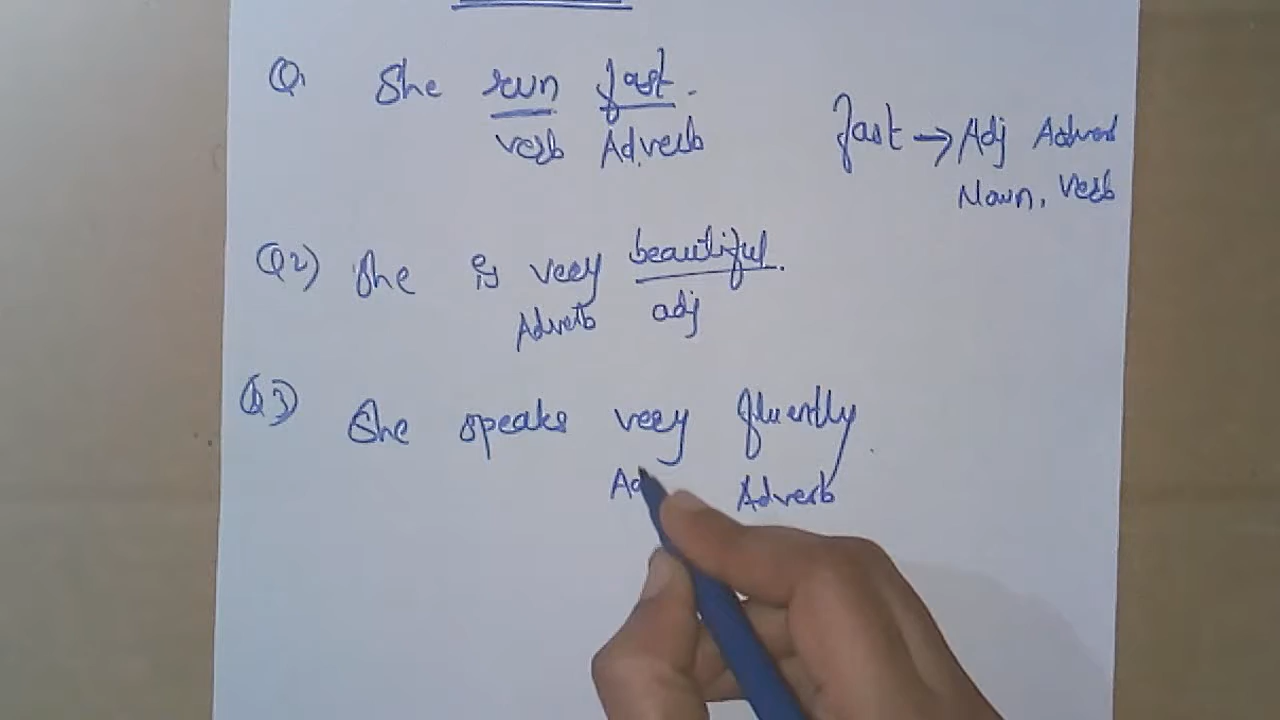 Q. She run fast.
verb Adverb
fast → Adj Adverb
Noun, Verb
Q2) She is very beautiful.
Adverb adj
Q3) She speaks very fluently.
Ad Adverb